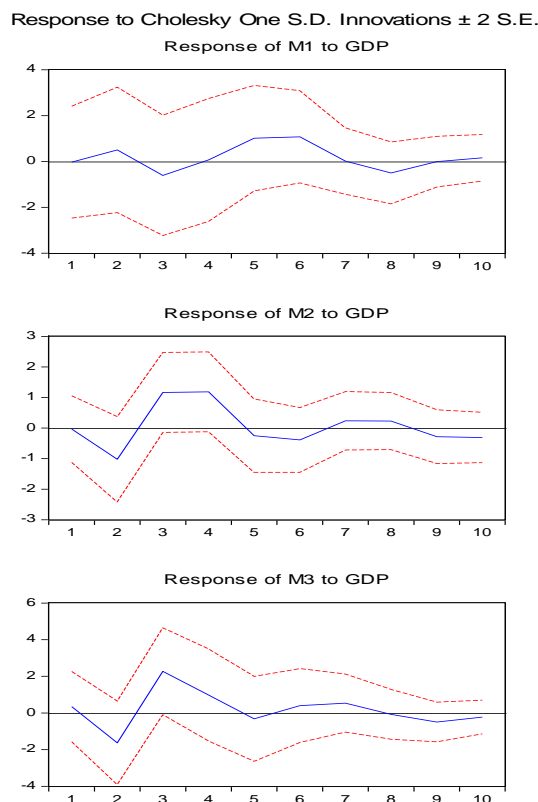 Response to Cholesky One S.D. Innovations ± 2 S.E.
Response of M1 to GDP
4
2
0
-2
-4
1 2 3 4 5 6 7 8 9 10
Response of M2 to GDP
3
2
1
0
-1
-2
-3
1 2 3 4 5 6 7 8 9 10
Response of M3 to GDP
6
4
2
0
-2
-4
1 2 3 4 5 6 7 8 9 10